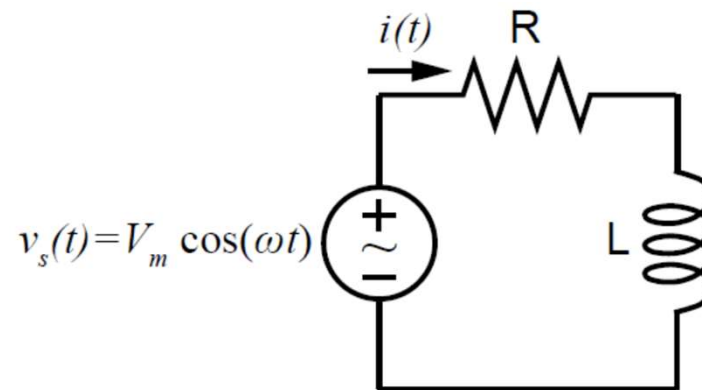 i(t)
R
v_s(t)=V_m cos(ωt)
+
~
−
L